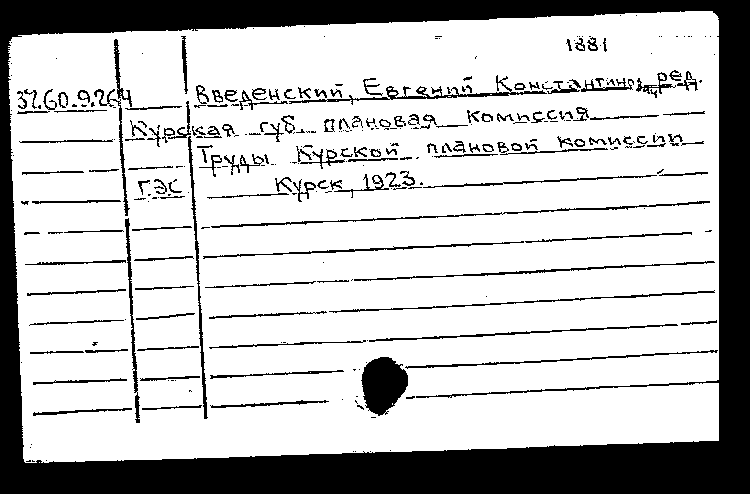 1881
37.60.9.264 Введенский, Евгений Константинов., ред.
Курская губ. плановая комиссия
Труды Курской плановой комиссии
ГЭС Курск, 1923.